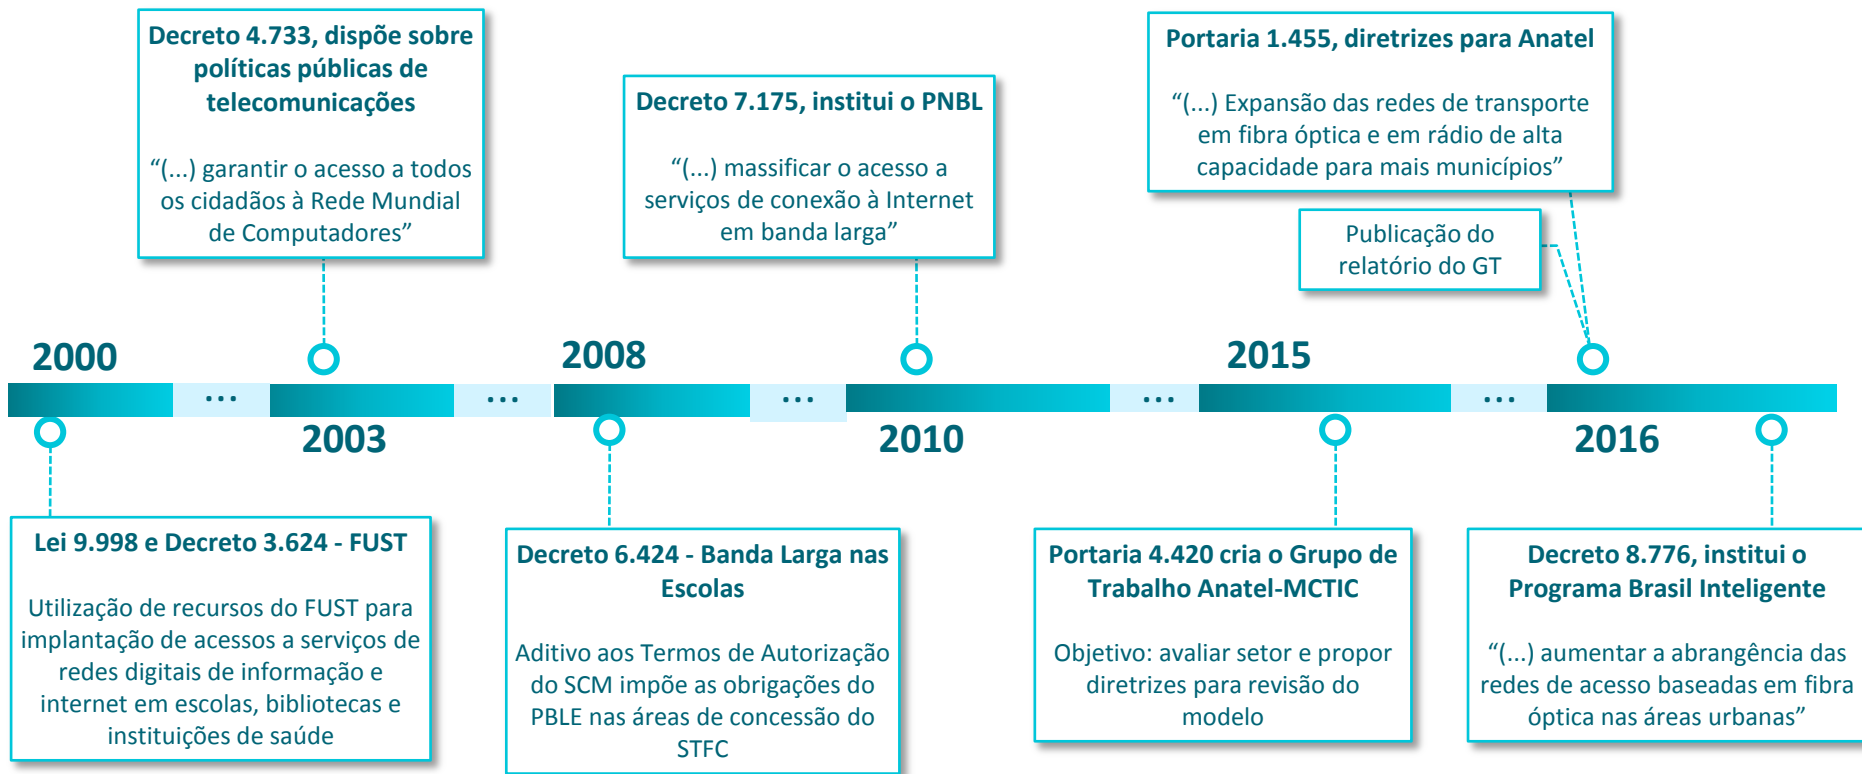 Decreto 4.733, dispõe sobre
políticas públicas de
telecomunicações
“(...) garantir o acesso a todos
os cidadãos à Rede Mundial
de Computadores”
Decreto 7.175, institui o PNBL
“(...) massificar o acesso a
serviços de conexão à Internet
em banda larga”
Portaria 1.455, diretrizes para Anatel
“(...) Expansão das redes de transporte
em fibra óptica e em rádio de alta
capacidade para mais municípios”
Publicação do
relatório do GT
2000
2008
2015
... ... ... ... ...
2003
2010
2016
Lei 9.998 e Decreto 3.624 - FUST
Utilização de recursos do FUST para
implantação de acessos a serviços de
redes digitais de informação e
internet em escolas, bibliotecas e
instituições de saúde
Decreto 6.424 - Banda Larga nas
Escolas
Aditivo aos Termos de Autorização
do SCM impõe as obrigações do
PBLE nas áreas de concessão do
STFC
Portaria 4.420 cria o Grupo de
Trabalho Anatel-MCTIC
Objetivo: avaliar setor e propor
diretrizes para revisão do
modelo
Decreto 8.776, institui o
Programa Brasil Inteligente
“(...) aumentar a abrangência das
redes de acesso baseadas em fibra
óptica nas áreas urbanas”